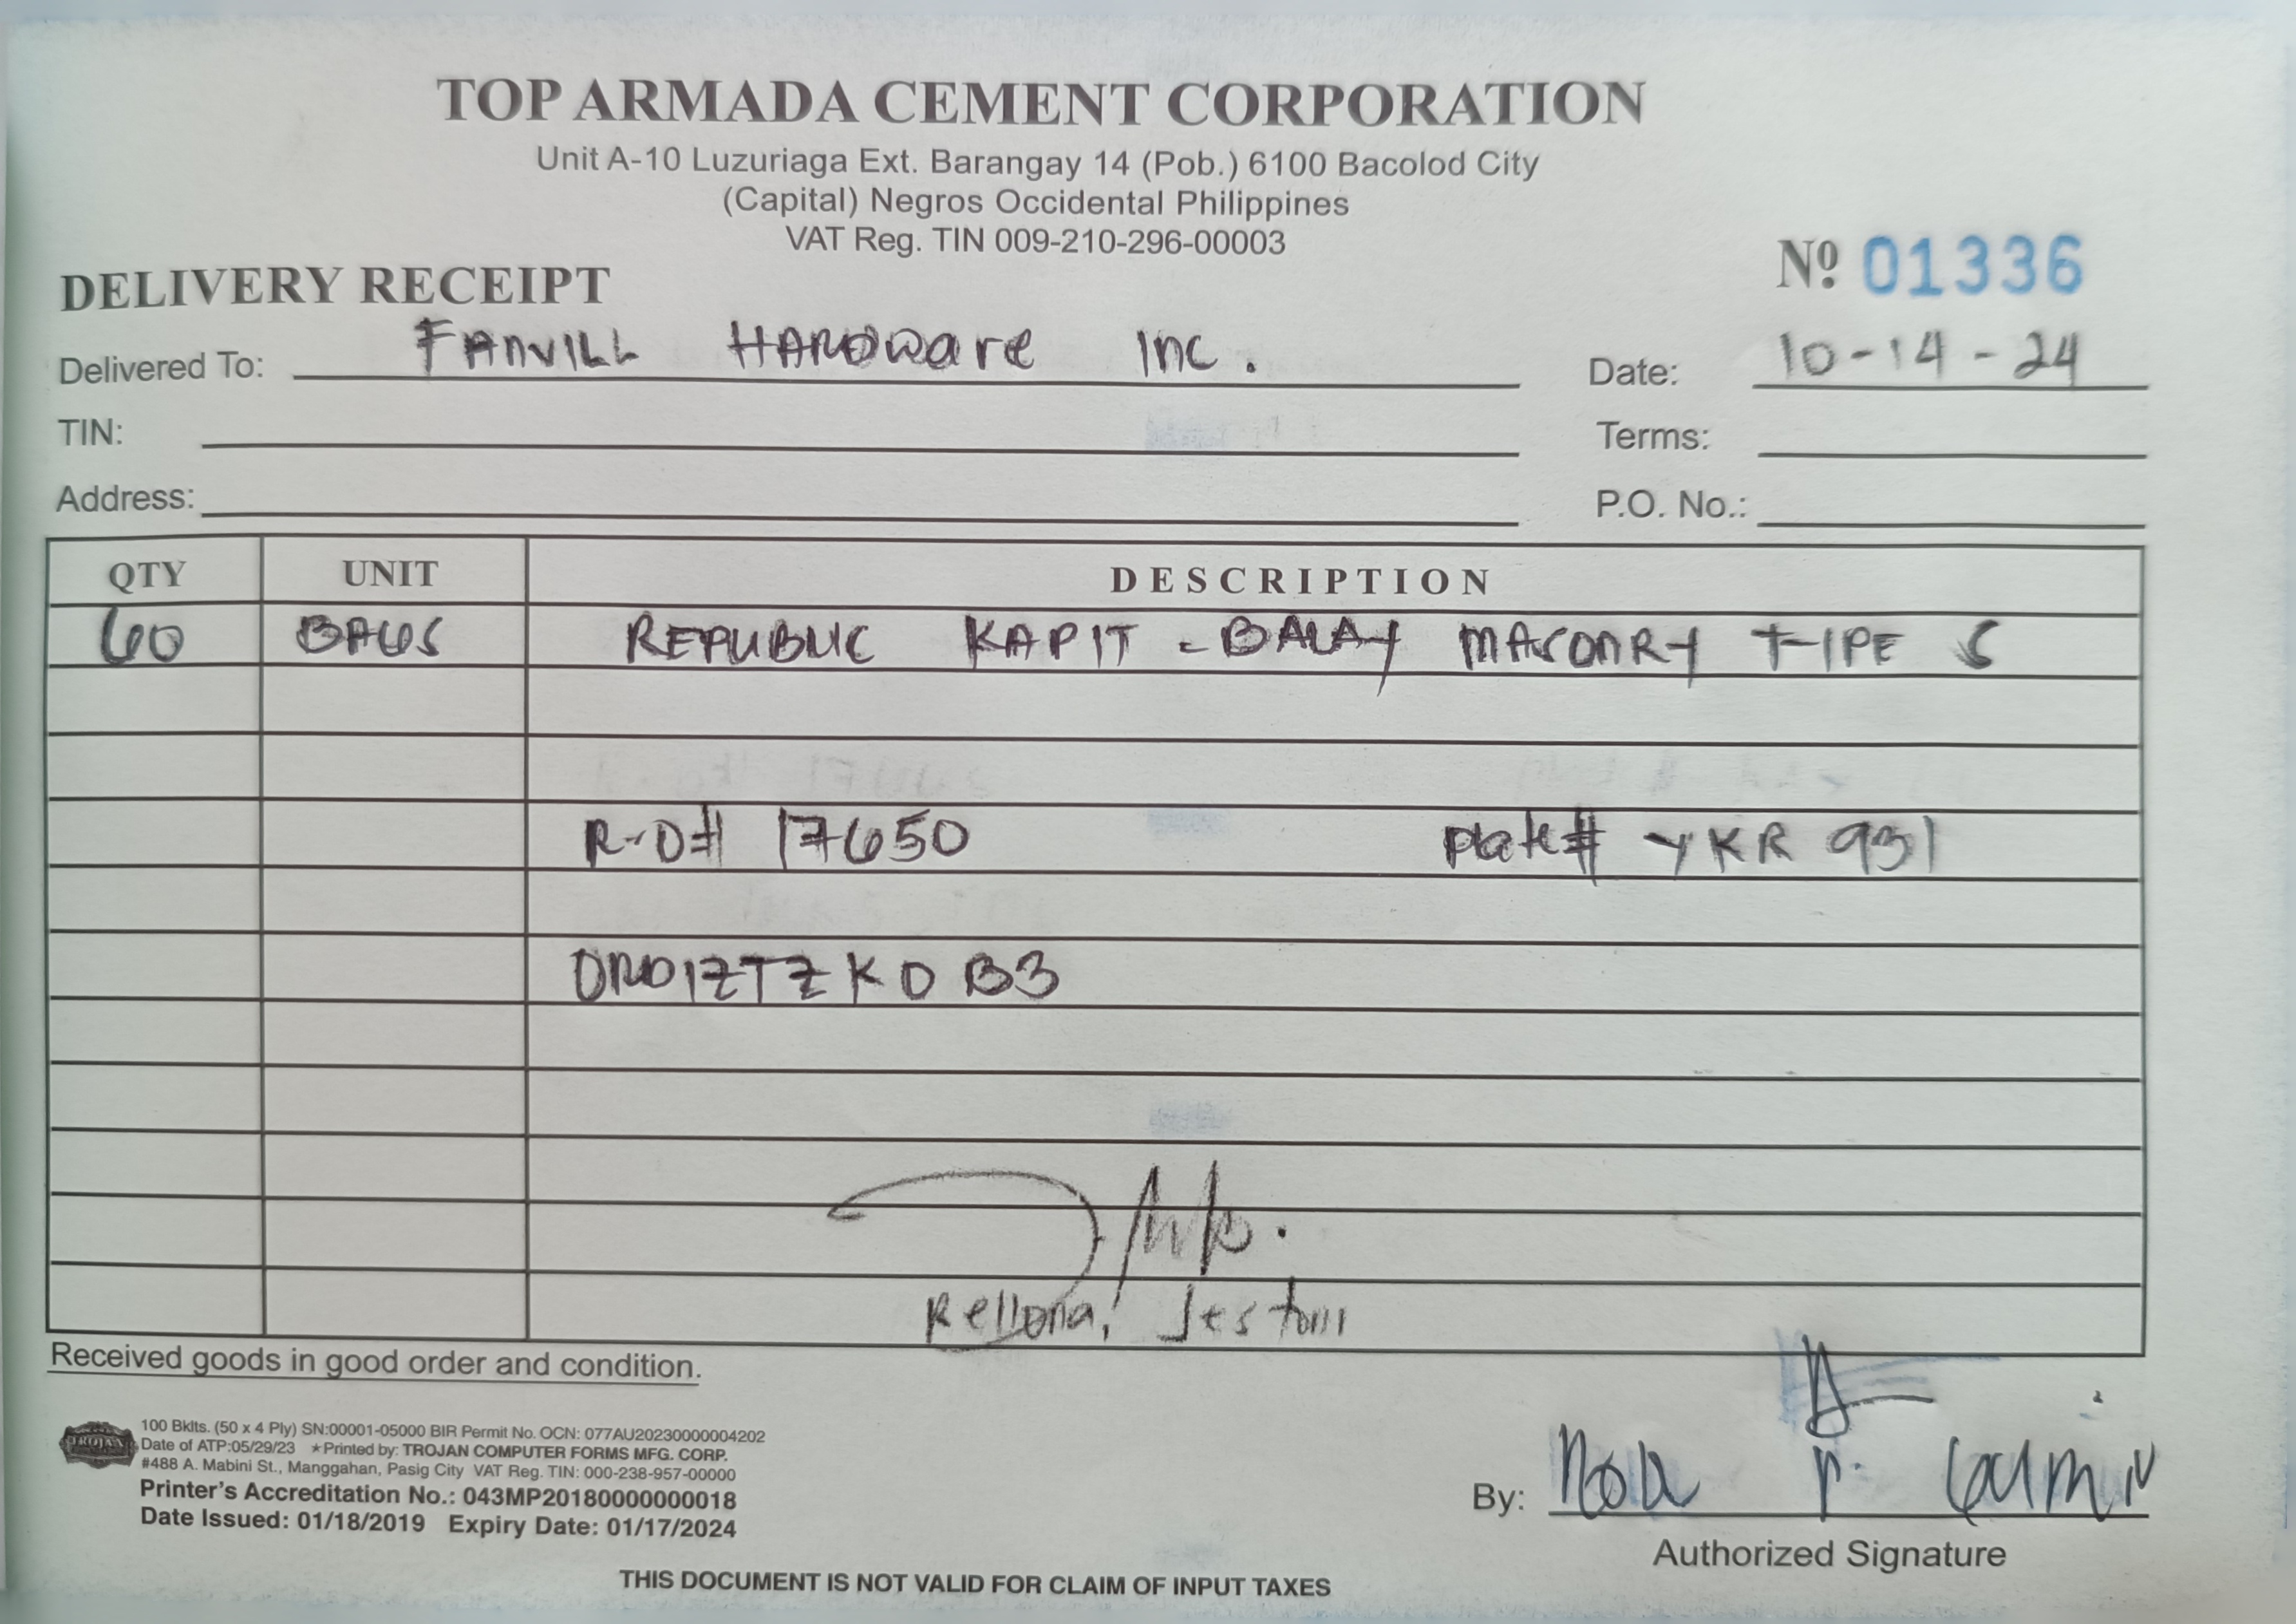 TOP ARMADA CEMENT CORPORATION
Unit A-10 Luzuriaga Ext. Barangay 14 (Pob.) 6100 Bacolod City
(Capital) Negros Occidental Philippines
VAT Reg. TIN 009-210-296-00003
DELIVERY RECEIPT Nº 01336
Delivered To: FANVILL HARDware Inc. Date: 10-14-24
TIN: Terms:
Address: P.O. No.:
QTY UNIT DESCRIPTION
60 BAGS REPUBLIC KAPIT-BALAY MASONRY TYPE S
R-O# 17650 Plate# YKR 931
B3
Rellona, Jestoni
Received goods in good order and condition.
100 Bklts. (50 x 4 Ply) SN:00001-05000 BIR Permit No. OCN: 077AU20230000004202
Date of ATP:05/29/23 ★Printed by: TROJAN COMPUTER FORMS MFG. CORP.
TROJAN
#488 A. Mabini St., Manggahan, Pasig City VAT Reg. TIN: 000-238-957-00000
Printer's Accreditation No.: 043MP20180000000018
Date Issued: 01/18/2019 Expiry Date: 01/17/2024
By:
Authorized Signature
THIS DOCUMENT IS NOT VALID FOR CLAIM OF INPUT TAXES